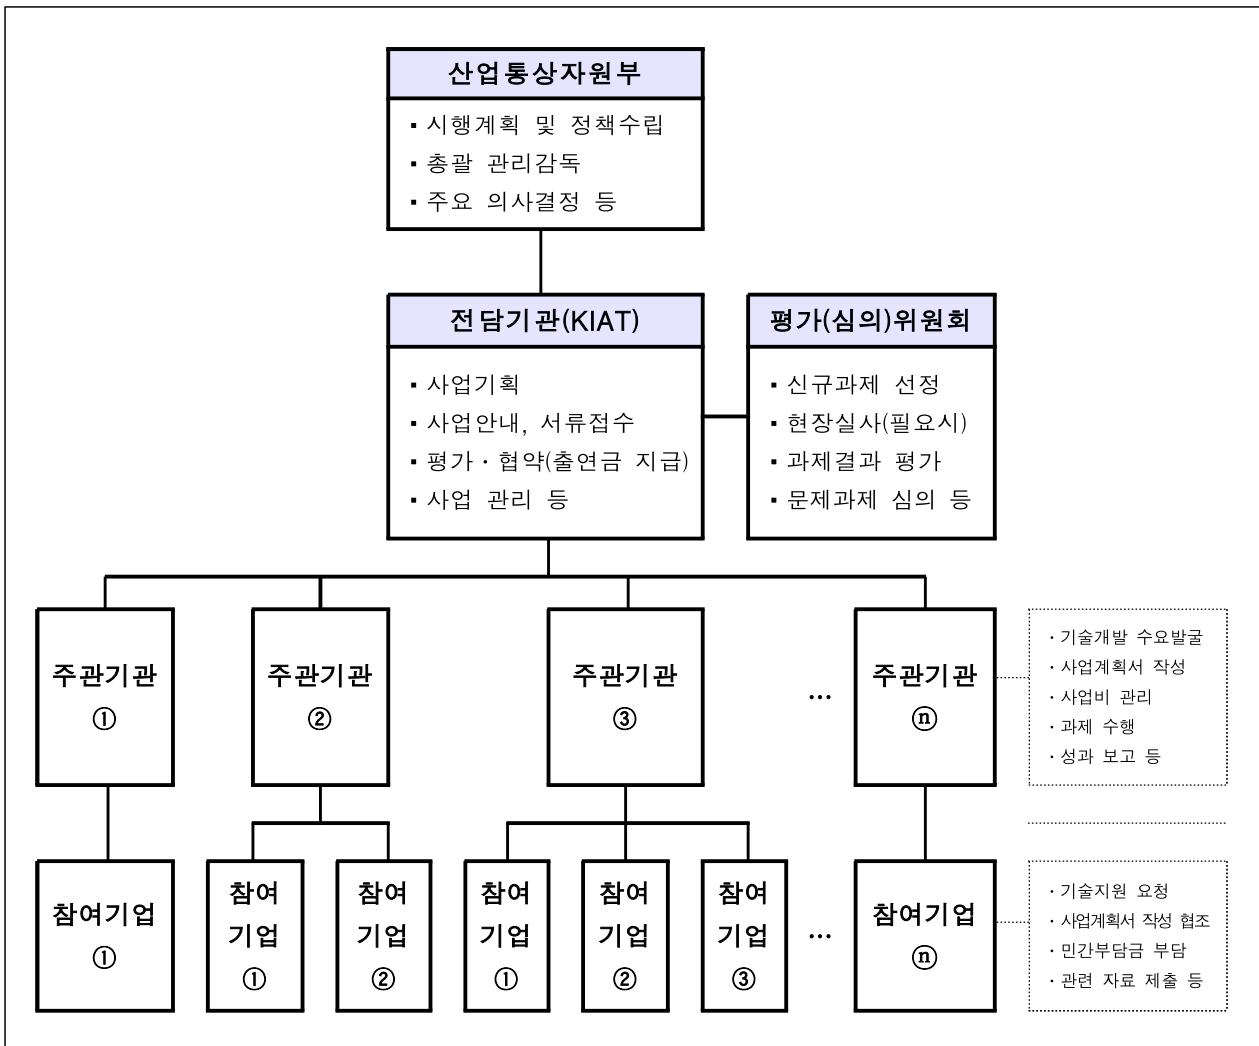 산업통상자원부
▪ 시행계획 및 정책수립
▪ 총괄 관리감독
▪ 주요 의사결정 등
전담기관(KIAT)
▪ 사업기획
▪ 사업안내, 서류접수
▪ 평가 · 협약(출연금 지급)
▪ 사업 관리 등
평가(심의)위원회
▪ 신규과제 선정
▪ 현장실사(필요시)
▪ 과제결과 평가
▪ 문제과제 심의 등
주관기관
①
주관기관
②
주관기관
③
...
주관기관
ⓝ
· 기술개발 수요발굴
· 사업계획서 작성
· 사업비 관리
· 과제 수행
· 성과 보고 등
참여기업
①
참여
기업
①
참여
기업
②
참여
기업
①
참여
기업
②
참여
기업
③
...
참여기업
ⓝ
· 기술지원 요청
· 사업계획서 작성 협조
· 민간부담금 부담
· 관련 자료 제출 등